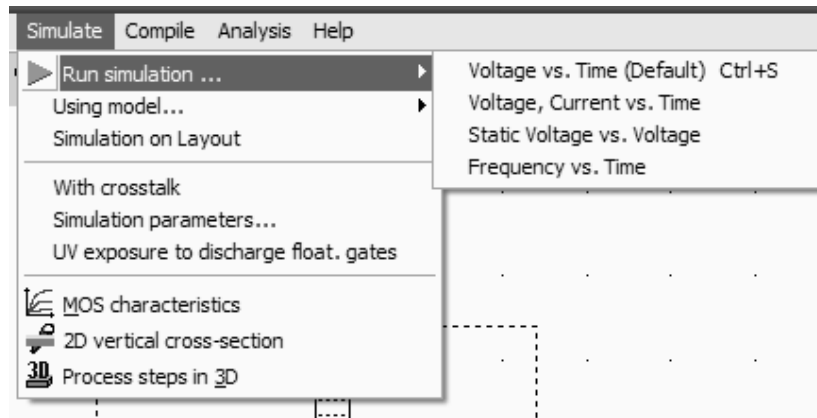 Simulate Compile Analysis Help
Run simulation ...
Voltage vs. Time (Default) Ctrl+S
Using model...
Voltage, Current vs. Time
Simulation on Layout
Static Voltage vs. Voltage
Frequency vs. Time
With crosstalk
Simulation parameters...
UV exposure to discharge float. gates
MOS characteristics
2D vertical cross-section
3D Process steps in 3D